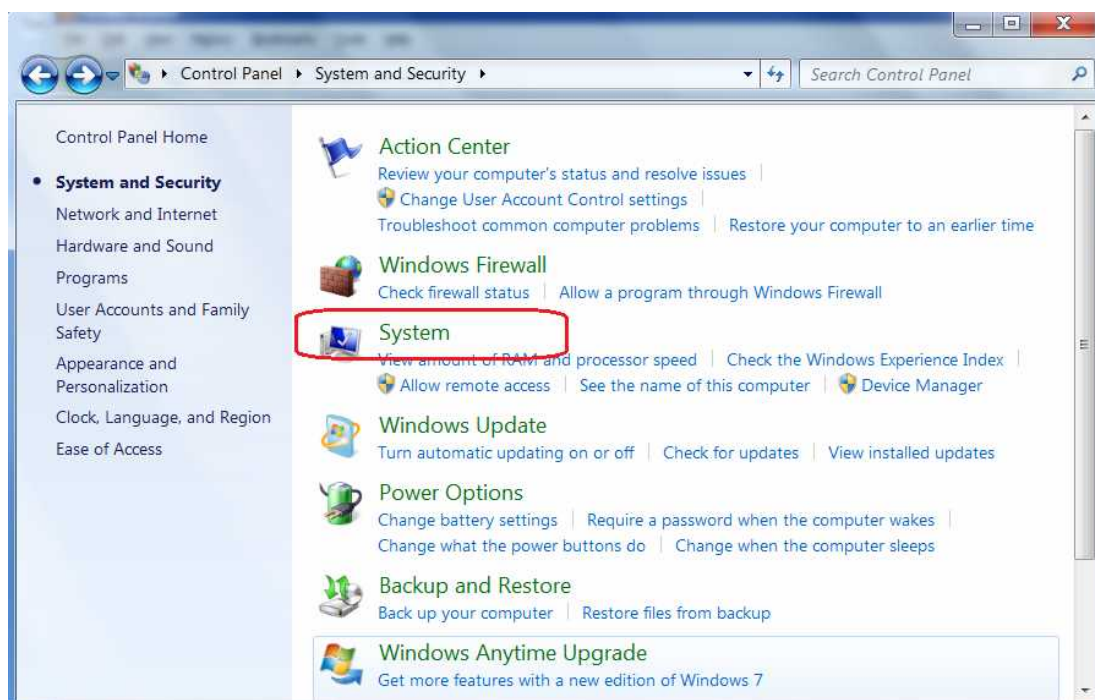 Control Panel System and Security Search Control Panel
Control Panel Home
System and Security
Network and Internet
Hardware and Sound
Programs
User Accounts and Family
Safety
Appearance and
Personalization
Clock, Language, and Region
Ease of Access
Action Center
Review your computer's status and resolve issues
Change User Account Control settings
Troubleshoot common computer problems Restore your computer to an earlier time
Windows Firewall
Check firewall status Allow a program through Windows Firewall
System
View amount of RAM and processor speed Check the Windows Experience Index
Allow remote access See the name of this computer Device Manager
Windows Update
Turn automatic updating on or off Check for updates View installed updates
Power Options
Change battery settings Require a password when the computer wakes
Change what the power buttons do Change when the computer sleeps
Backup and Restore
Back up your computer Restore files from backup
Windows Anytime Upgrade
Get more features with a new edition of Windows 7